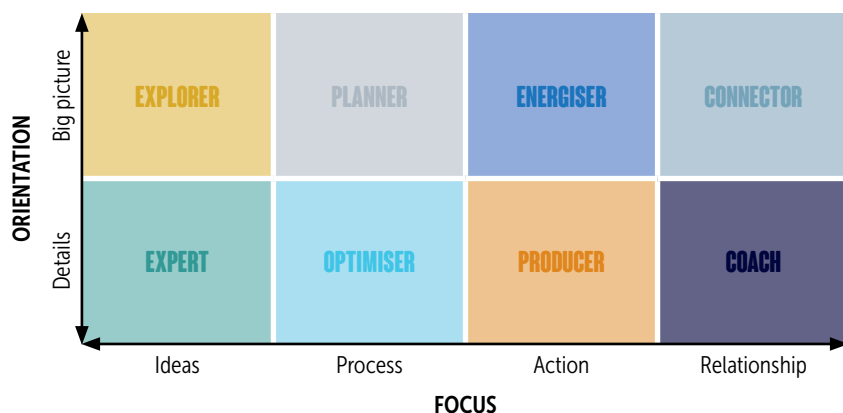 ORIENTATION
Big picture
Details
EXPLORER
PLANNER
ENERGISER
CONNECTOR
EXPERT
OPTIMISER
PRODUCER
COACH
Ideas
Process
Action
Relationship
FOCUS